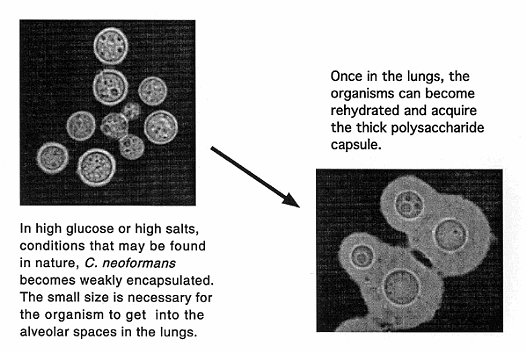 Once in the lungs, the
organisms can become
rehydrated and acquire
the thick polysaccharide
capsule.
In high glucose or high salts,
conditions that may be found
in nature, C. neoformans
becomes weakly encapsulated.
The small size is necessary for
the organism to get into the
alveolar spaces in the lungs.